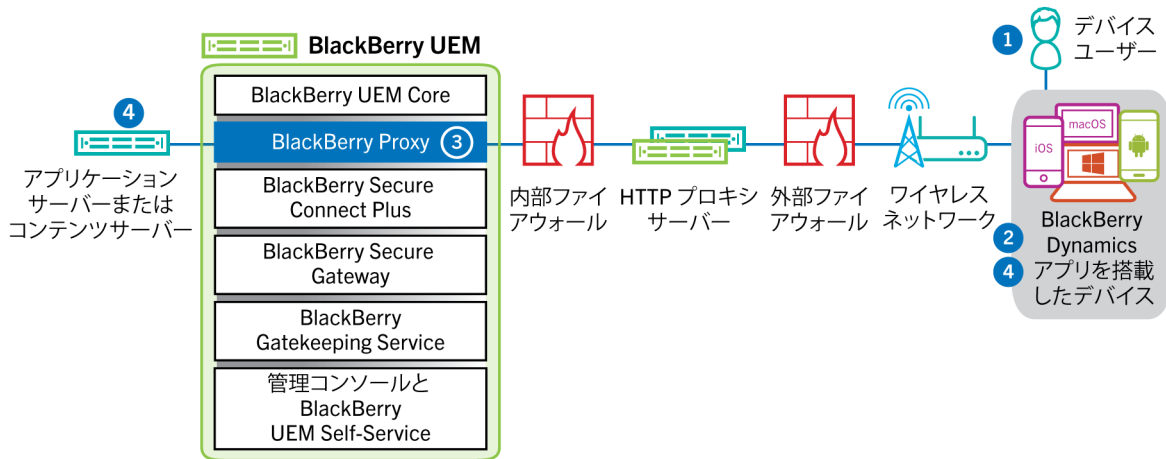 BlackBerry UEM
BlackBerry UEM Core
BlackBerry Proxy 3
BlackBerry Secure
Connect Plus
BlackBerry Secure
Gateway
BlackBerry
Gatekeeping Service
管理コンソールと
BlackBerry
UEM Self-Service
4
アプリケーション
サーバーまたは
コンテンツサーバー
内部ファイ
アウォール
HTTP プロキシ
サーバー
外部ファイ
アウォール
ワイヤレス
ネットワーク
1
デバイス
ユーザー
macOS
iOS
2
BlackBerry
Dynamics
4
アプリを搭載
したデバイス